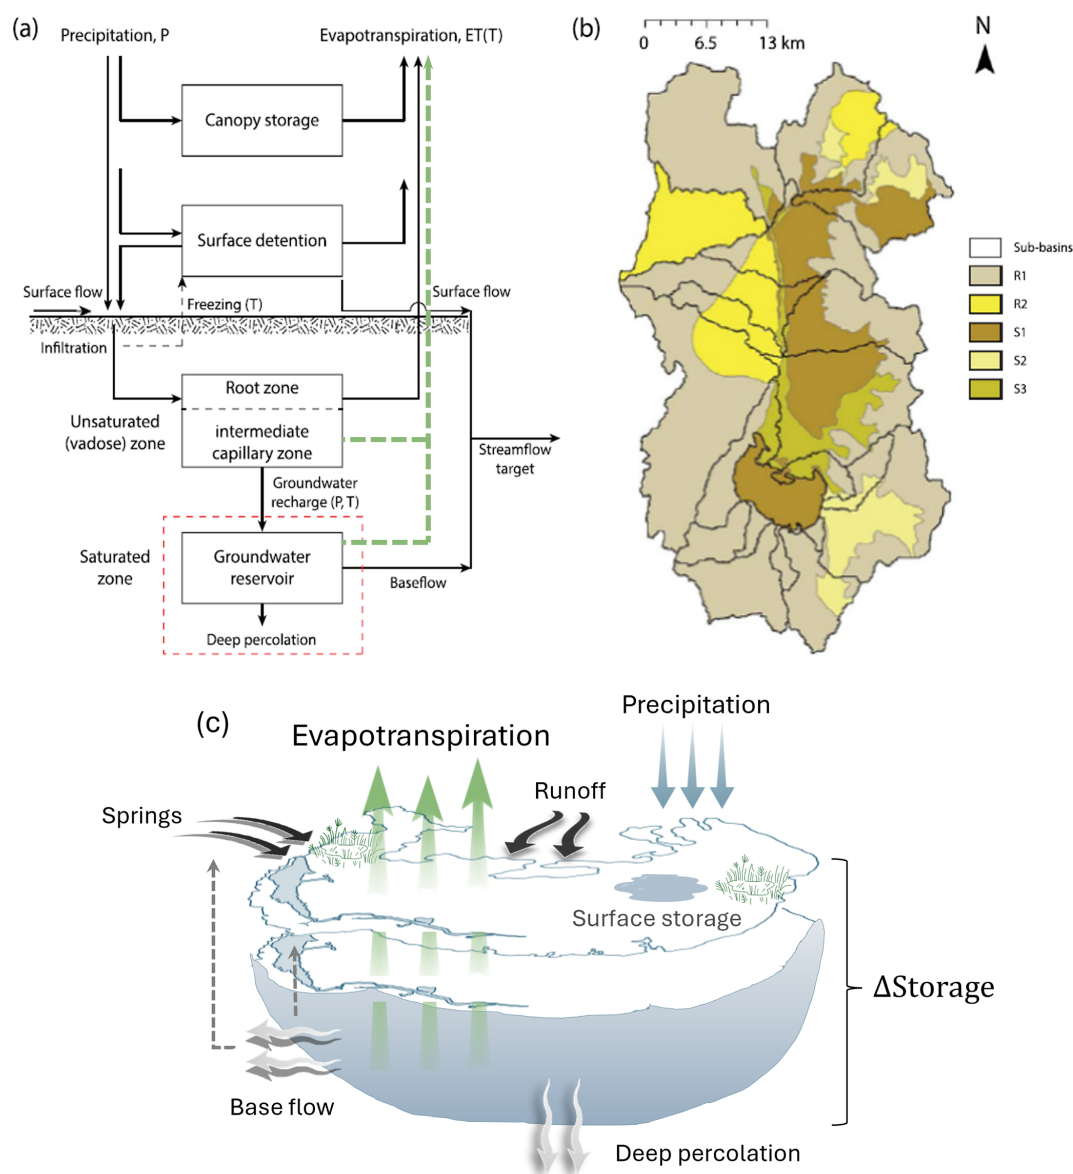 (a)
Precipitation, P
Evapotranspiration, ET(T)
Canopy storage
Surface detention
Surface flow
Freezing (T)
Surface flow
Infiltration
Root zone
Unsaturated
(vadose) zone
intermediate
capillary zone
Streamflow
target
Groundwater
recharge (P, T)
Saturated
zone
Groundwater
reservoir
Baseflow
Deep percolation
(b)
0 6.5 13 km
N
Sub-basins
R1
R2
S1
S2
S3
(c)
Precipitation
Evapotranspiration
Runoff
Springs
Surface storage
ΔStorage
Base flow
Deep percolation